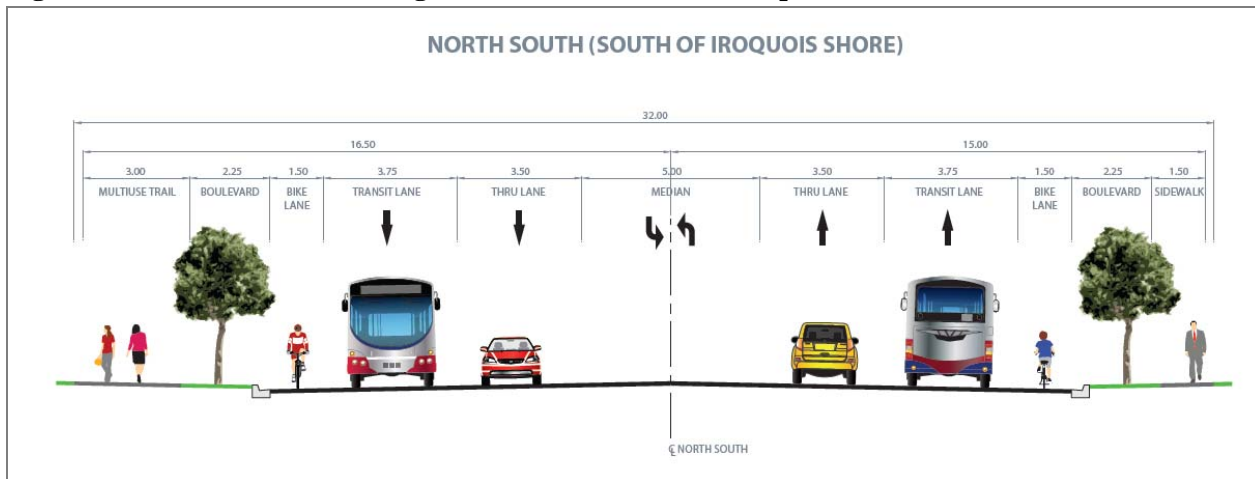 NORTH SOUTH (SOUTH OF IROQUOIS SHORE)
32.00
16.50 15.00
3.00 2.25 1.50 3.75 3.50 5.00 3.50 3.75 1.50 2.25 1.50
MULTIUSE TRAIL BOULEVARD BIKE LANE TRANSIT LANE THRU LANE MEDIAN THRU LANE TRANSIT LANE BIKE LANE BOULEVARD SIDEWALK
℄ NORTH SOUTH